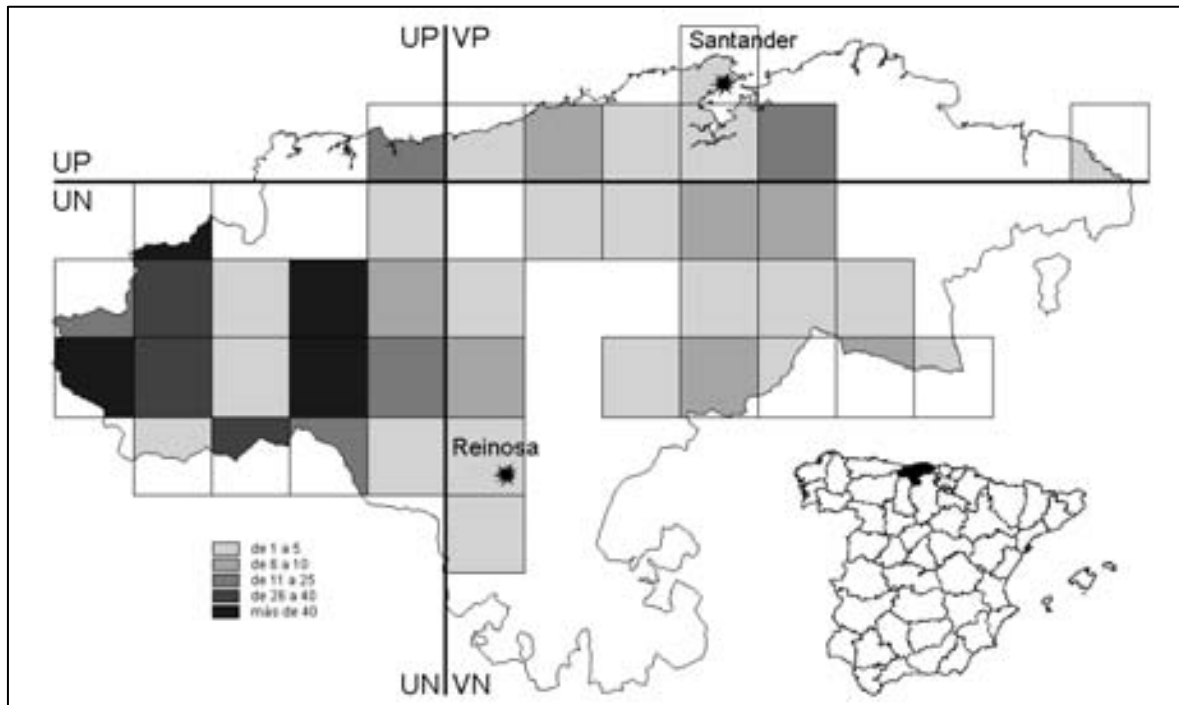 UP VP
Santander
UP
UN
Reinosa
de 1 a 5
de 6 a 10
de 11 a 25
de 26 a 40
más de 40
UN VN